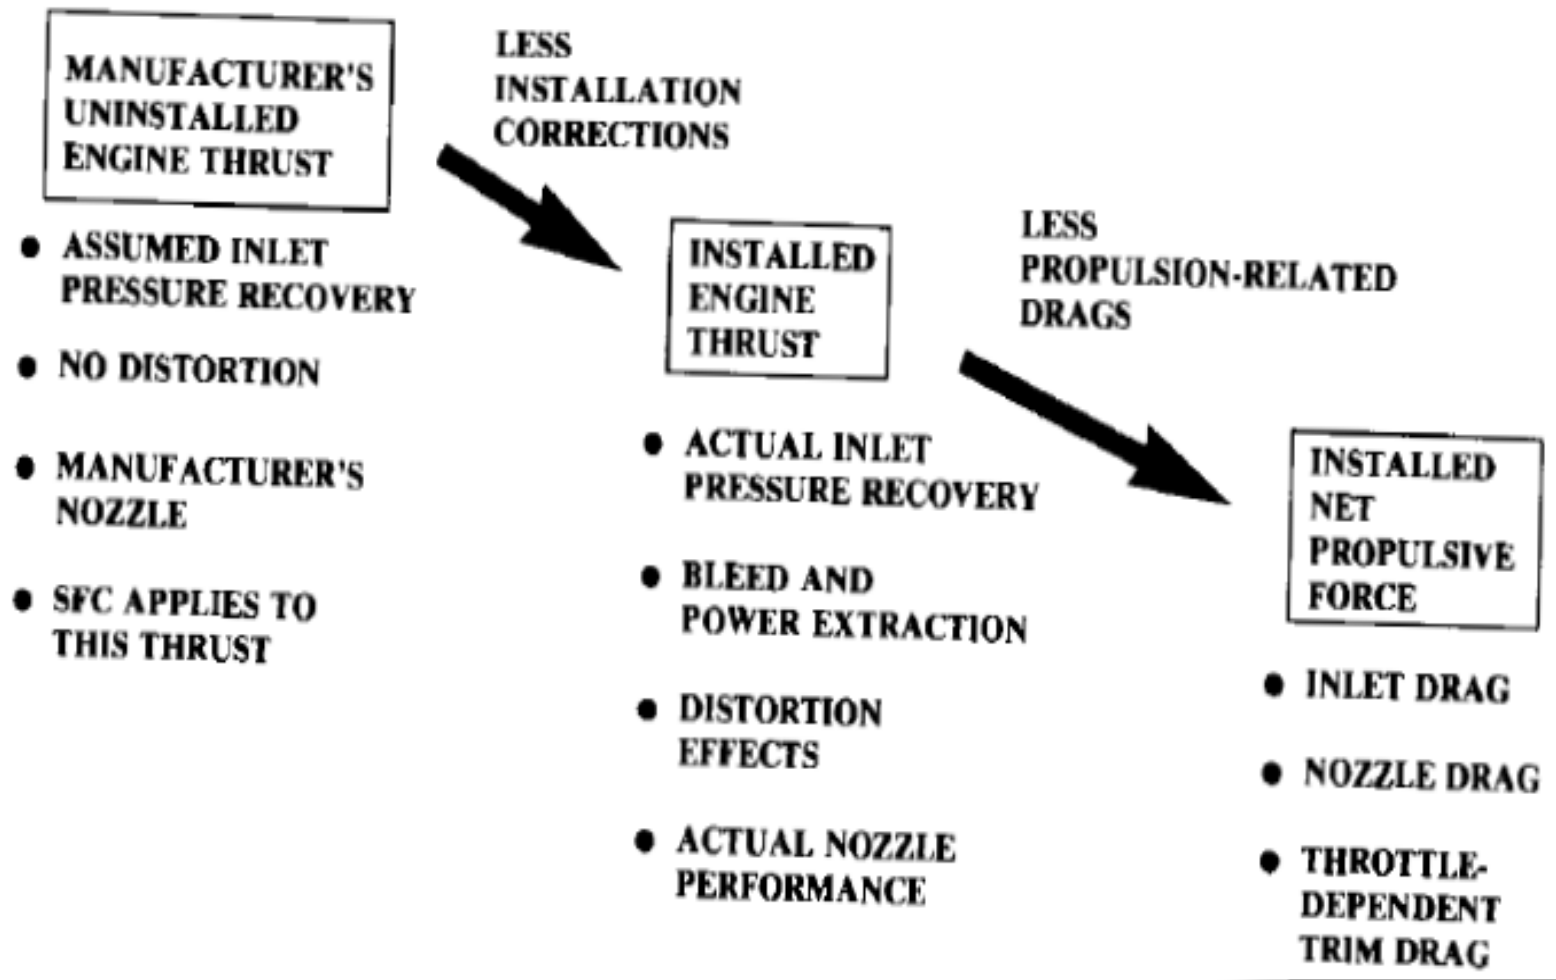 MANUFACTURER'S
UNINSTALLED
ENGINE THRUST
● ASSUMED INLET
PRESSURE RECOVERY
● NO DISTORTION
● MANUFACTURER'S
NOZZLE
● SFC APPLIES TO
THIS THRUST
LESS
INSTALLATION
CORRECTIONS
INSTALLED
ENGINE
THRUST
● ACTUAL INLET
PRESSURE RECOVERY
● BLEED AND
POWER EXTRACTION
● DISTORTION
EFFECTS
● ACTUAL NOZZLE
PERFORMANCE
LESS
PROPULSION-RELATED
DRAGS
INSTALLED
NET
PROPULSIVE
FORCE
● INLET DRAG
● NOZZLE DRAG
● THROTTLE-
DEPENDENT
TRIM DRAG